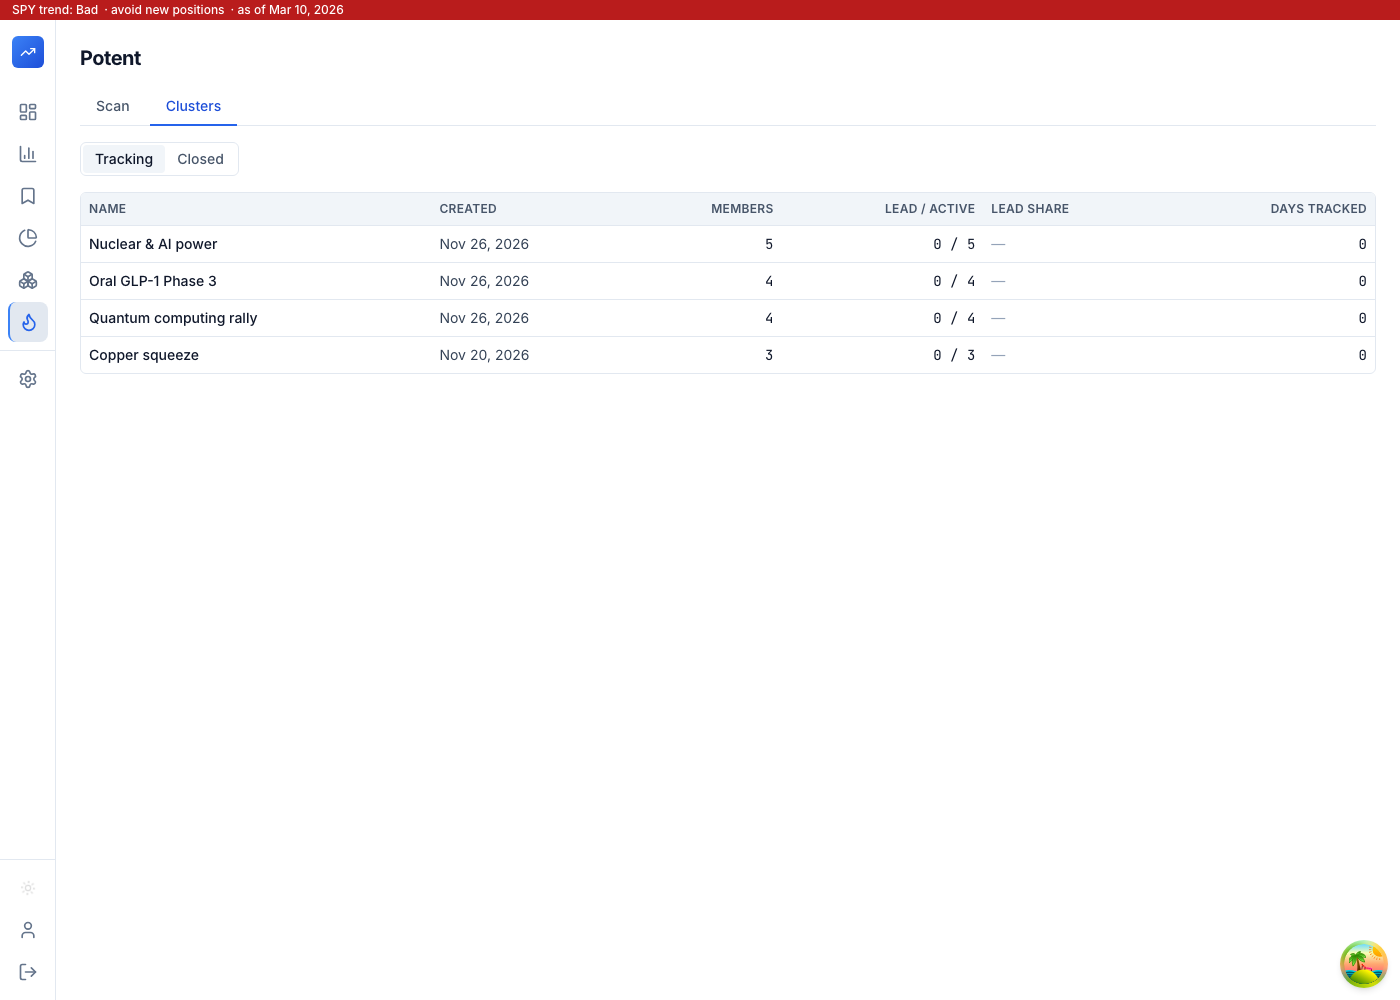 SPY trend: Bad · avoid new positions · as of Mar 10, 2026
Potent
Scan Clusters
Tracking Closed
NAME CREATED MEMBERS LEAD / ACTIVE LEAD SHARE DAYS TRACKED
Nuclear & AI power Nov 26, 2026 5 0 / 5 — 0
Oral GLP-1 Phase 3 Nov 26, 2026 4 0 / 4 — 0
Quantum computing rally Nov 26, 2026 4 0 / 4 — 0
Copper squeeze Nov 20, 2026 3 0 / 3 — 0